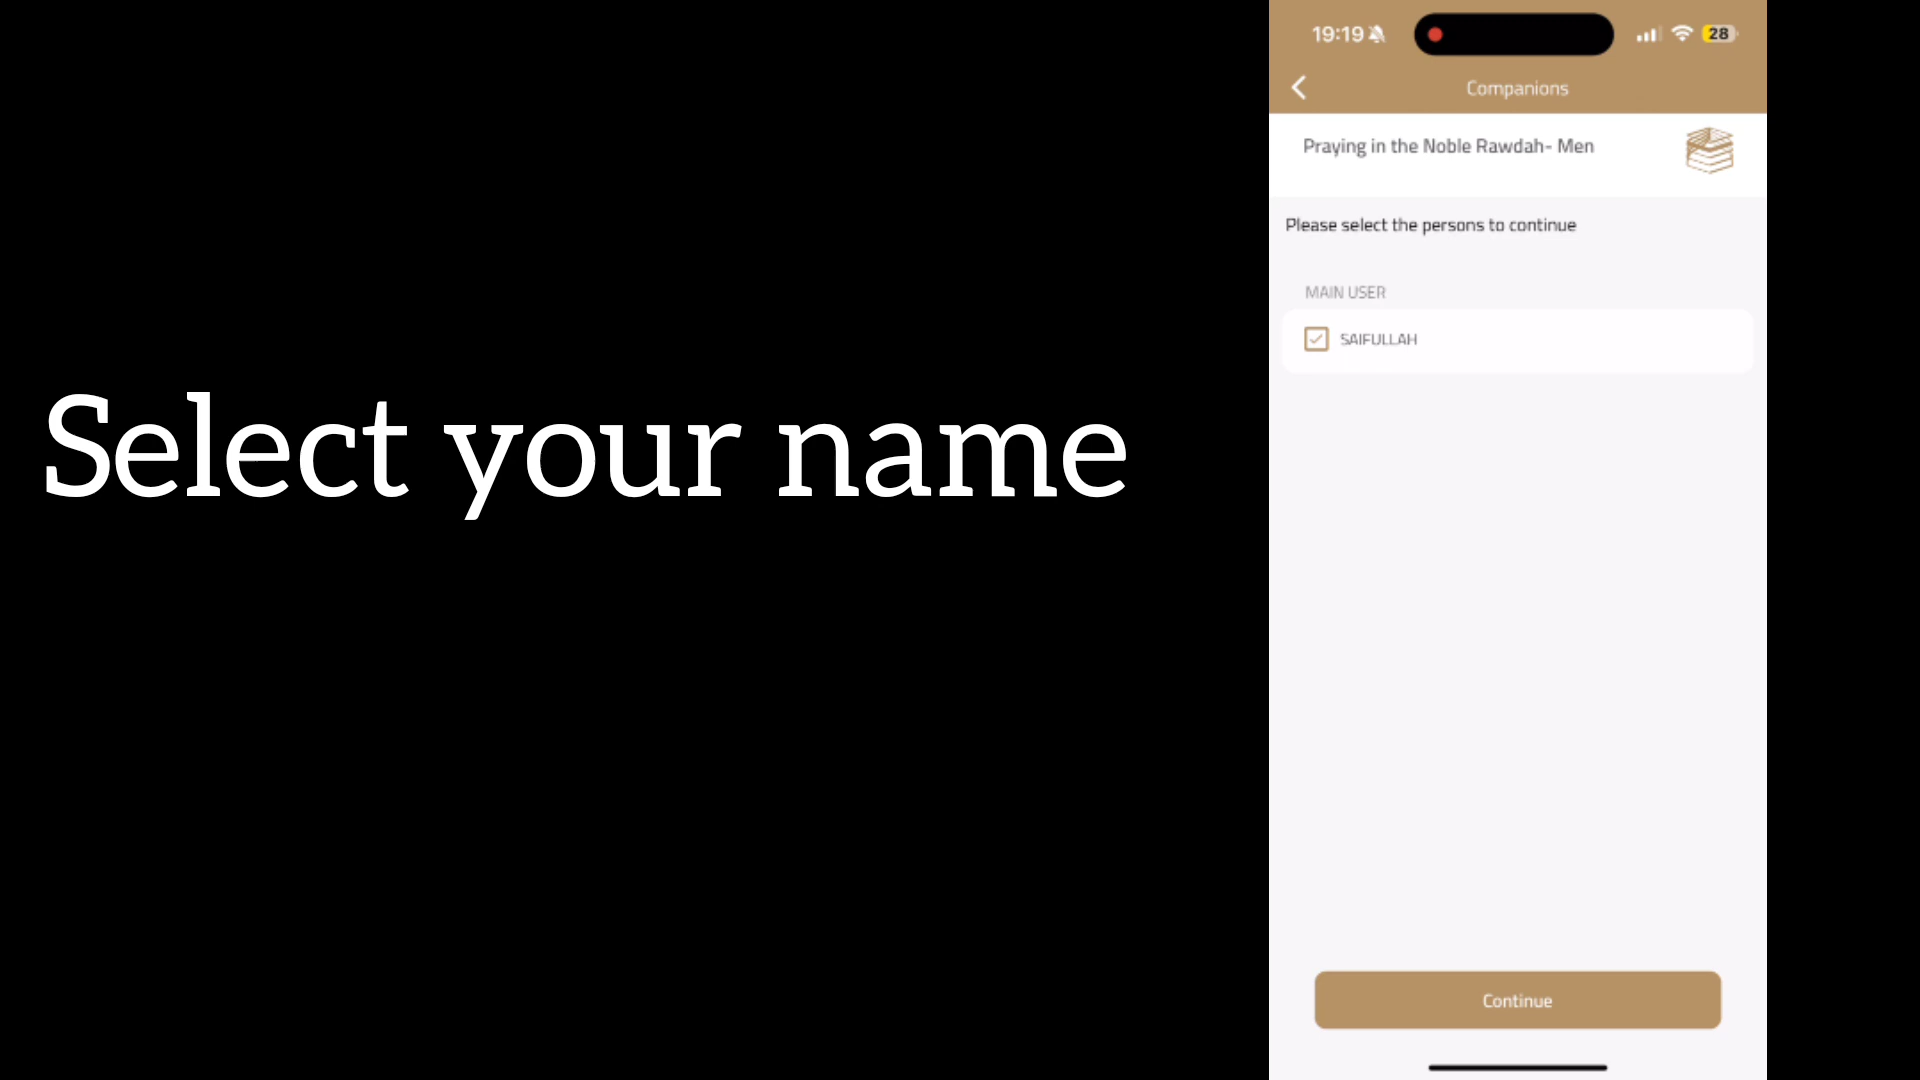 Select your name
19:19
28
Companions
Praying in the Noble Rawdah- Men
Please select the persons to continue
MAIN USER
SAIFULLAH
Continue